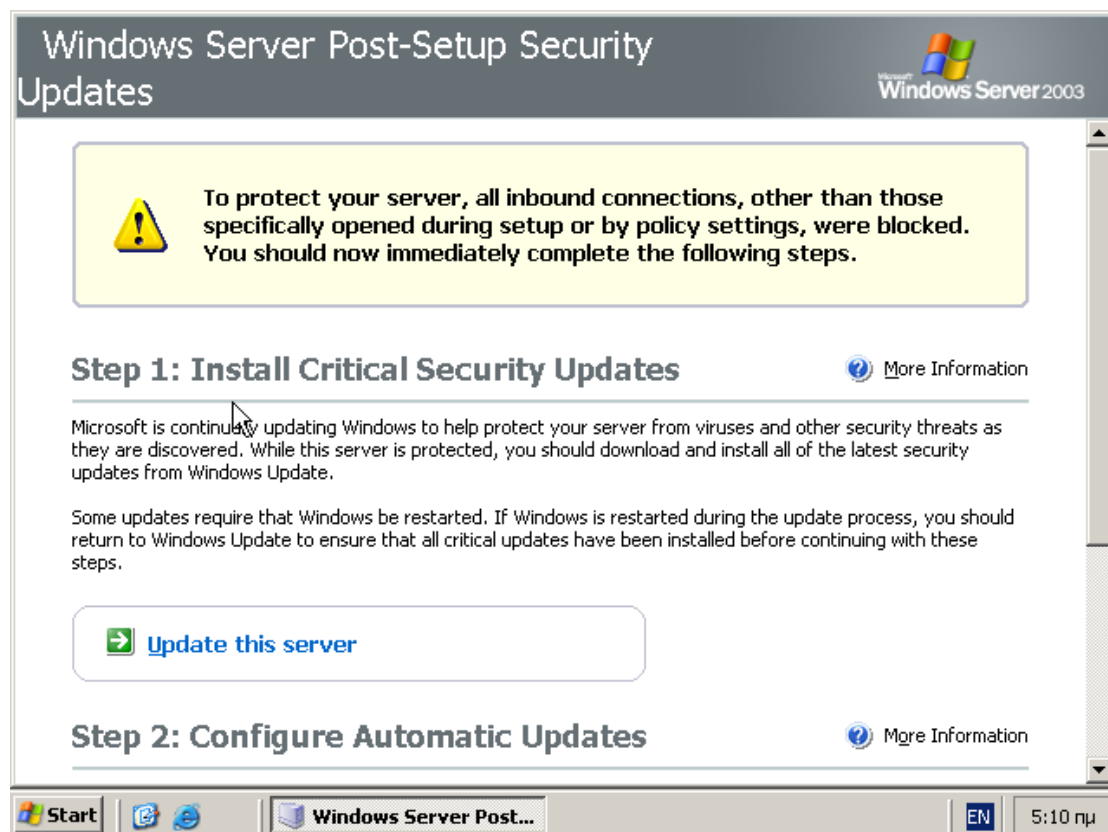 Windows Server Post-Setup Security
Updates
Microsoft
Windows Server 2003
To protect your server, all inbound connections, other than those
specifically opened during setup or by policy settings, were blocked.
You should now immediately complete the following steps.
Step 1: Install Critical Security Updates
More Information
Microsoft is continually updating Windows to help protect your server from viruses and other security threats as
they are discovered. While this server is protected, you should download and install all of the latest security
updates from Windows Update.
Some updates require that Windows be restarted. If Windows is restarted during the update process, you should
return to Windows Update to ensure that all critical updates have been installed before continuing with these
steps.
Update this server
Step 2: Configure Automatic Updates
More Information
Start
Windows Server Post...
EN
5:10 πμ